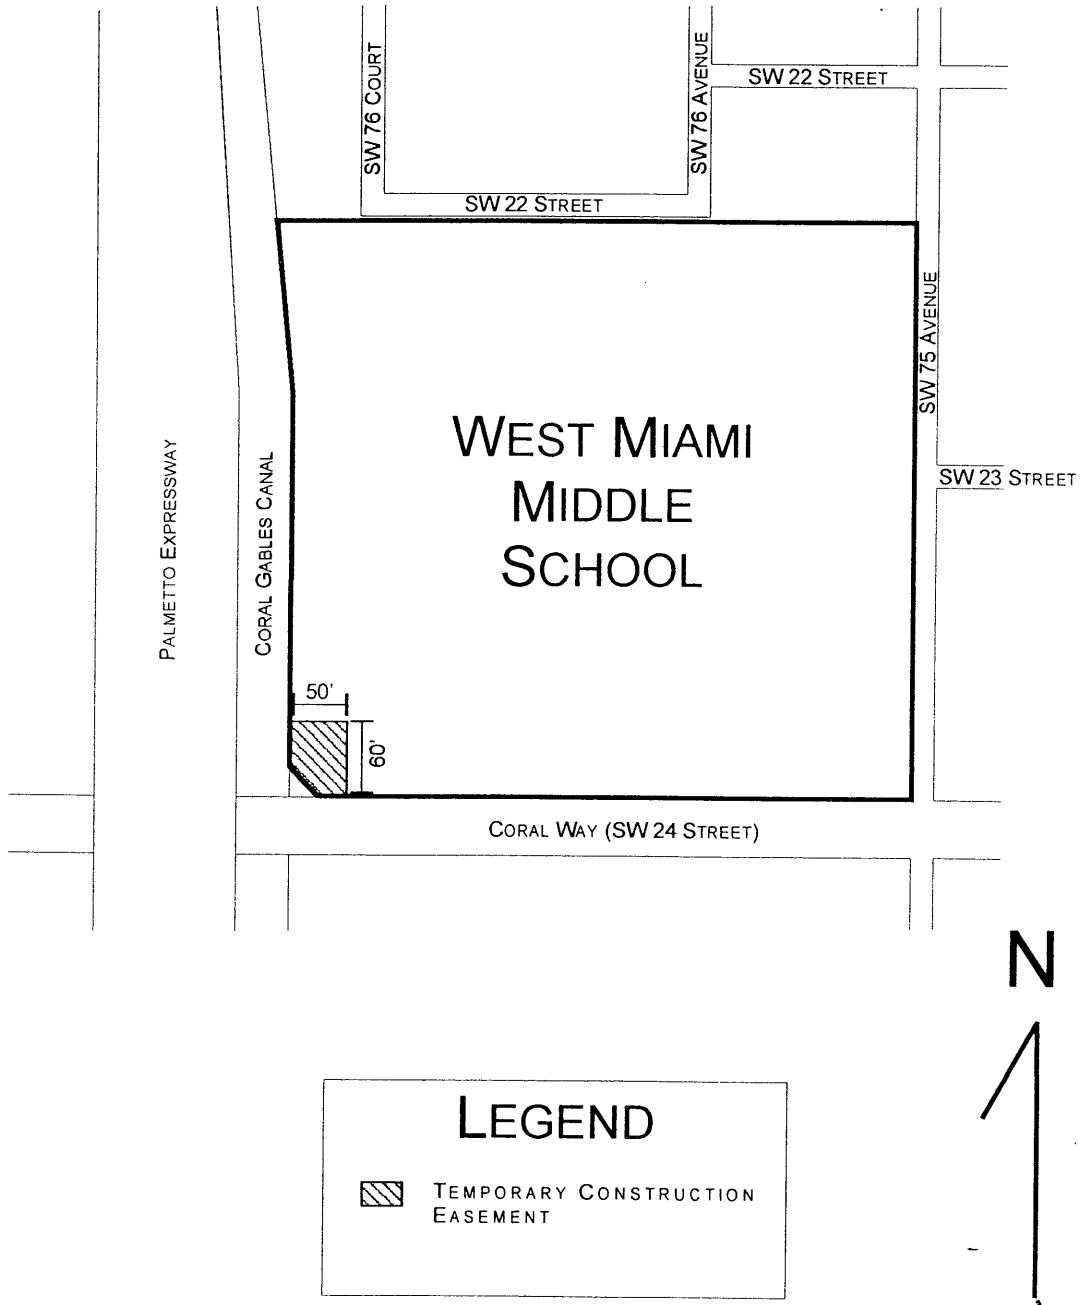 SW 76 COURT
SW 76 AVENUE
SW 22 STREET
SW 22 STREET
SW 75 AVENUE
WEST MIAMI
MIDDLE
SCHOOL
SW 23 STREET
PALMETTO EXPRESSWAY
CORAL GABLES CANAL
50'
60'
CORAL WAY (SW 24 STREET)
N
LEGEND
TEMPORARY CONSTRUCTION
EASEMENT